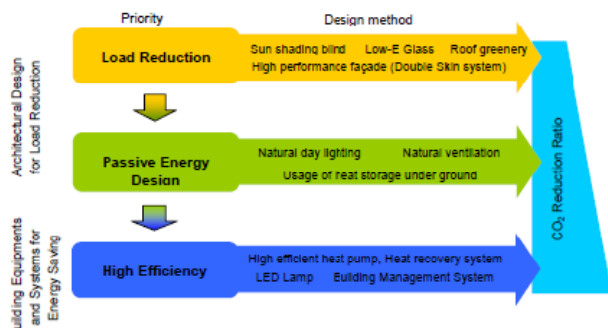 Priority
Design method
Load Reduction
Sun shading blind Low-E Glass Roof greenery
High performance façade (Double Skin system)
Passive Energy
Design
Natural day lighting Natural ventilation
Usage of heat storage under ground
High Efficiency
High efficient heat pump, Heat recovery system
LED Lamp Building Management System
Architectural Design
for Load Reduction
Building Equipments
and Systems for
Energy Saving
CO₂ Reduction Ratio